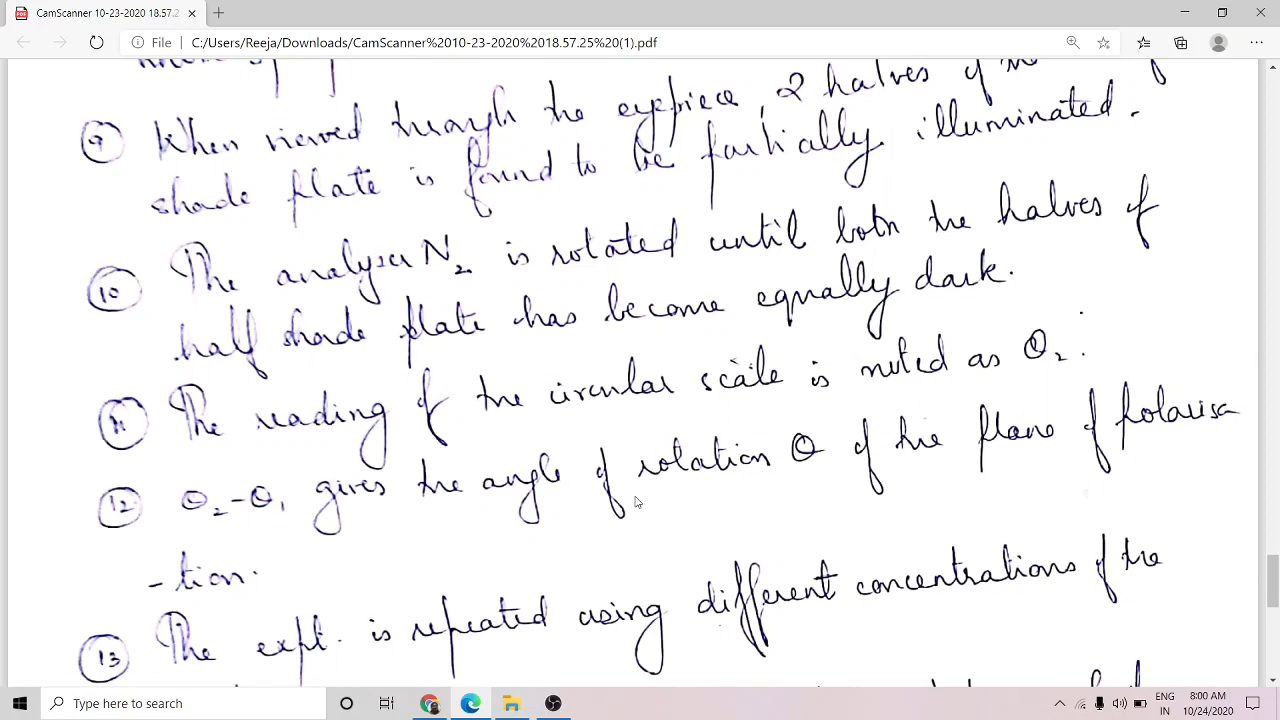 CamScanner 10-23-2020 18.57.2
File C:/Users/Reeja/Downloads/CamScanner%2010-23-2020%2018.57.25%20(1).pdf
9 When viewed through the eyepiece, 2 halves of
shade plate is found to be partially illuminated.
10 The analyser N2 is rotated until both the halves of
half shade plate has become equally dark.
11 The reading of the circular scale is noted as θ2.
12 θ2-θ1 gives the angle of rotation θ of the plane of polarisa
-tion.
13 The expt. is repeated using different concentrations of the
Type here to search
ENG
IN
8:00 AM
10/24/2020